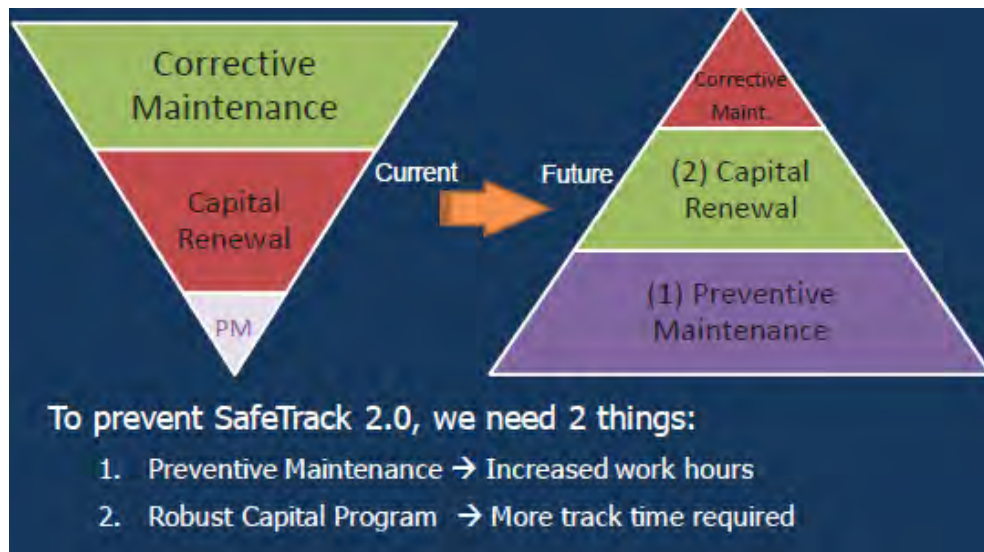 Corrective
Maintenance
Capital
Renewal
PM
Current
Future
Corrective
Maint.
(2) Capital
Renewal
(1) Preventive
Maintenance
To prevent SafeTrack 2.0, we need 2 things:
1. Preventive Maintenance → Increased work hours
2. Robust Capital Program → More track time required